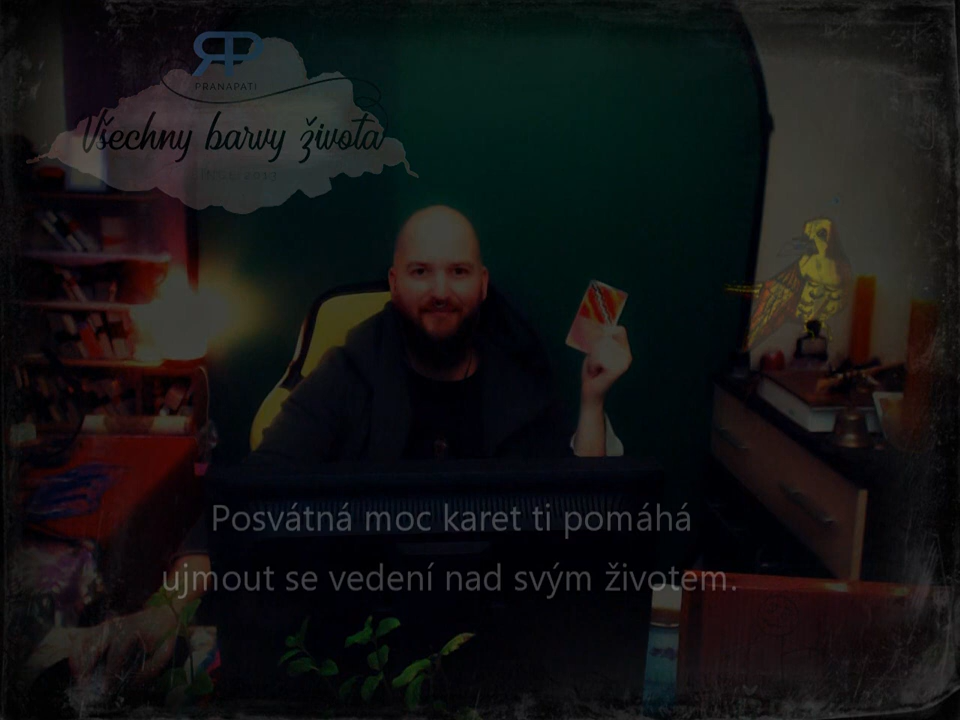 PRANAPATI
Všechny barvy života
Posvátná moc karet ti pomáhá
ujmout se vedení nad svým životem.